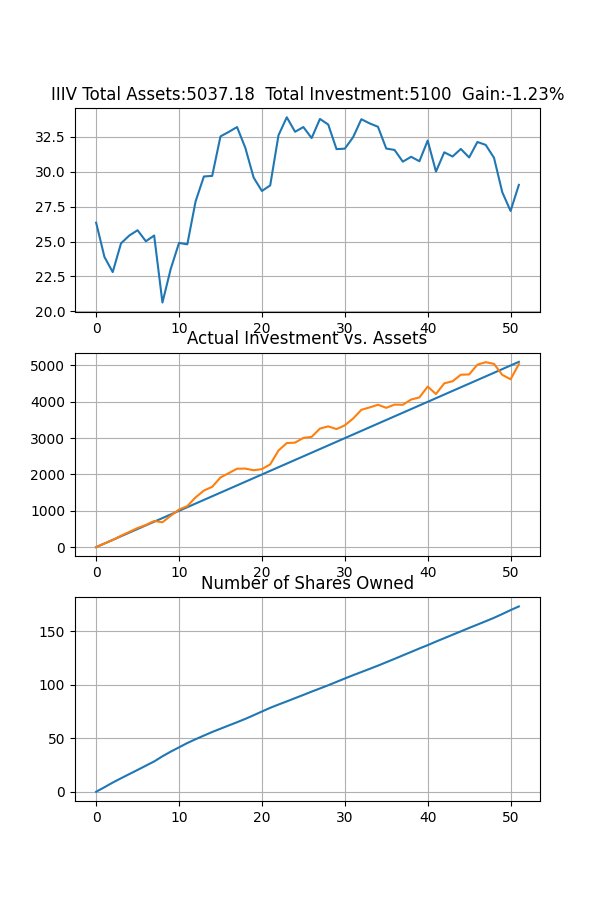 IIIV Total Assets:5037.18  Total Investment:5100  Gain:-1.23%
32.5
30.0
27.5
25.0
22.5
20.0
0 10 20 30 40 50
Actual Investment vs. Assets
5000
4000
3000
2000
1000
0
0 10 20 30 40 50
Number of Shares Owned
150
100
50
0
0 10 20 30 40 50